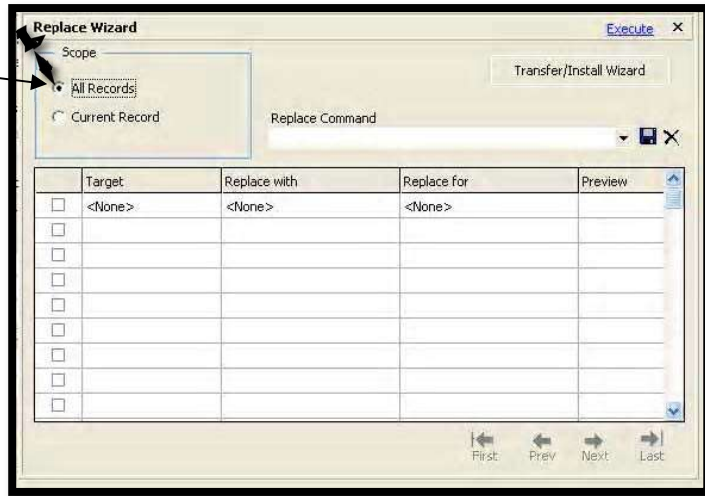 Replace Wizard Execute X
Scope
Transfer/Install Wizard
All Records
Current Record Replace Command
Target Replace with Replace for Preview
<None> <None> <None>
First Prev Next Last